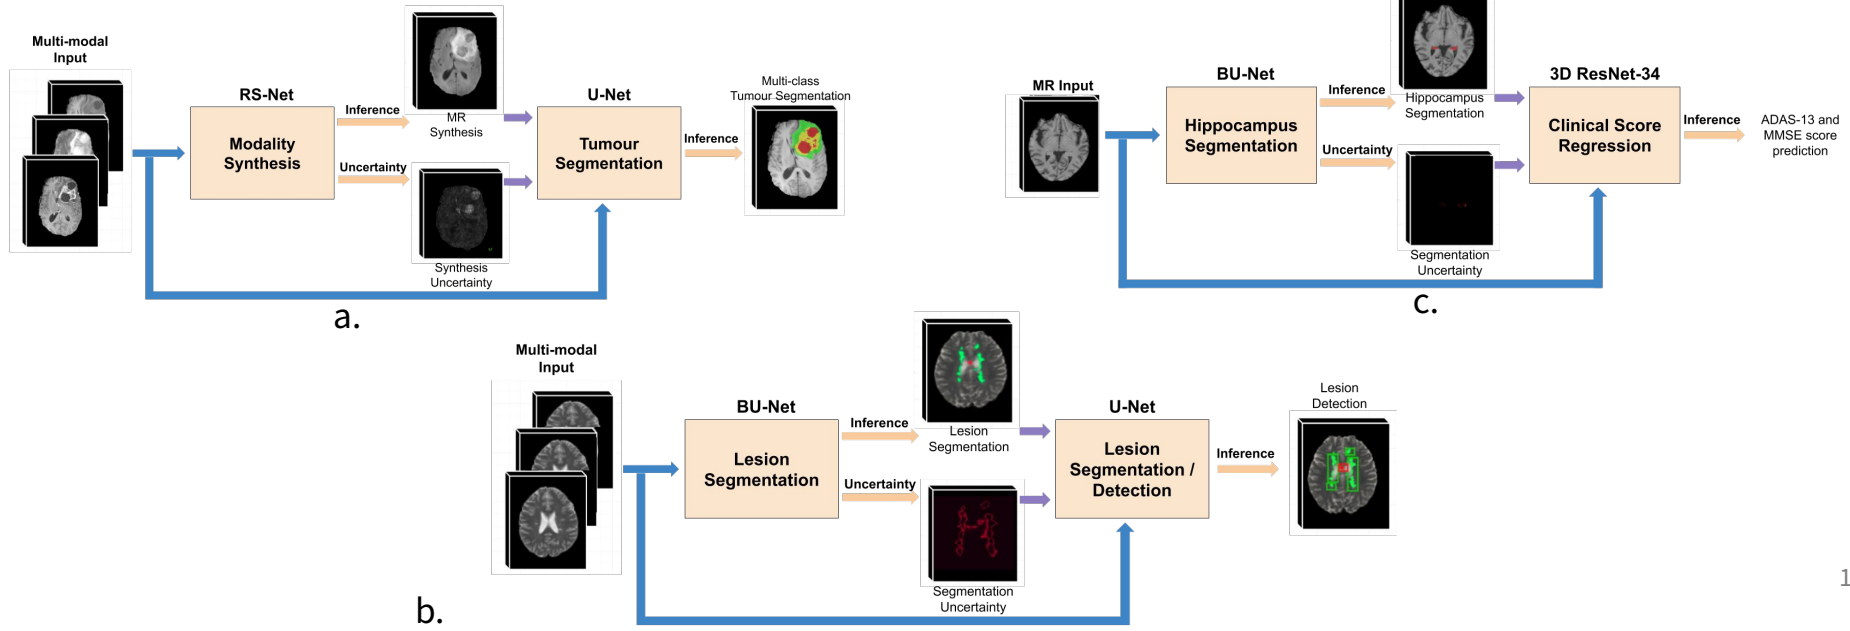 Multi-modal
Input
RS-Net
Modality
Synthesis
Inference
Uncertainty
MR
Synthesis
Synthesis
Uncertainty
U-Net
Tumour
Segmentation
Inference
Multi-class
Tumour Segmentation
a.
MR Input
BU-Net
Hippocampus
Segmentation
Inference
Uncertainty
Hippocampus
Segmentation
Segmentation
Uncertainty
3D ResNet-34
Clinical Score
Regression
Inference
ADAS-13 and
MMSE score
prediction
c.
Multi-modal
Input
BU-Net
Lesion
Segmentation
Inference
Uncertainty
Lesion
Segmentation
Segmentation
Uncertainty
U-Net
Lesion
Segmentation /
Detection
Inference
Lesion
Detection
b.
1